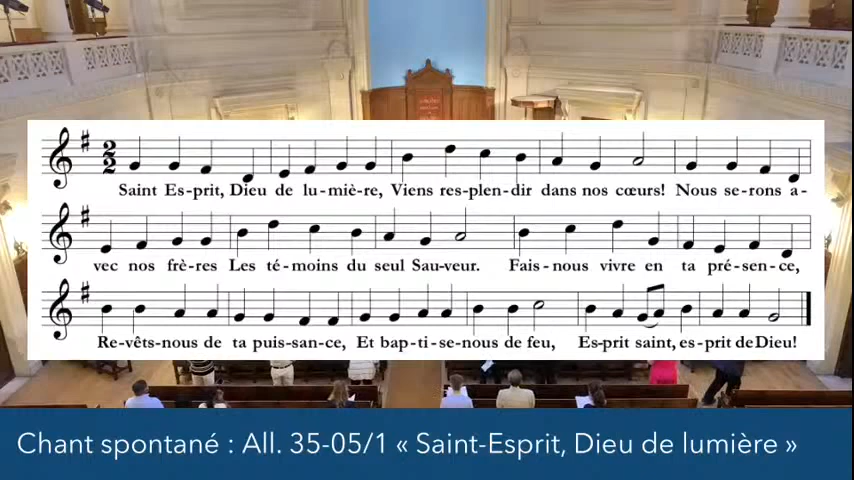 Saint Es-prit, Dieu de lu-miè-re, Viens res-plen-dir dans nos cœurs! Nous se-rons a-
vec nos frè-res Les té-moins du seul Sau-veur. Fais-nous vivre en ta pré-sen-ce,
Re-vêts-nous de ta puis-san-ce, Et bap-ti-se-nous de feu, Es-prit saint, es-prit de Dieu!
Chant spontané : All. 35-05/1 « Saint-Esprit, Dieu de lumière »